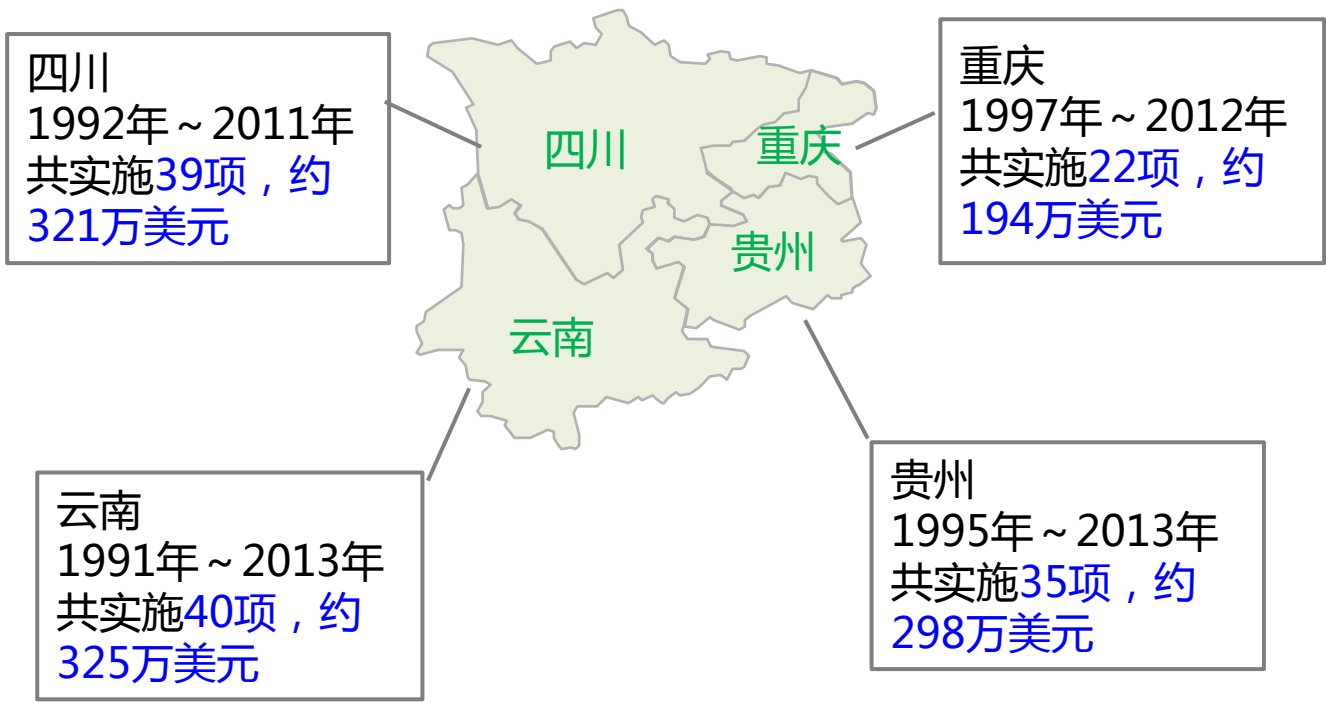 四川
1992年～2011年
共实施39项，约
321万美元
重庆
1997年～2012年
共实施22项，约
194万美元
四川
重庆
贵州
云南
云南
1991年～2013年
共实施40项，约
325万美元
贵州
1995年～2013年
共实施35项，约
298万美元